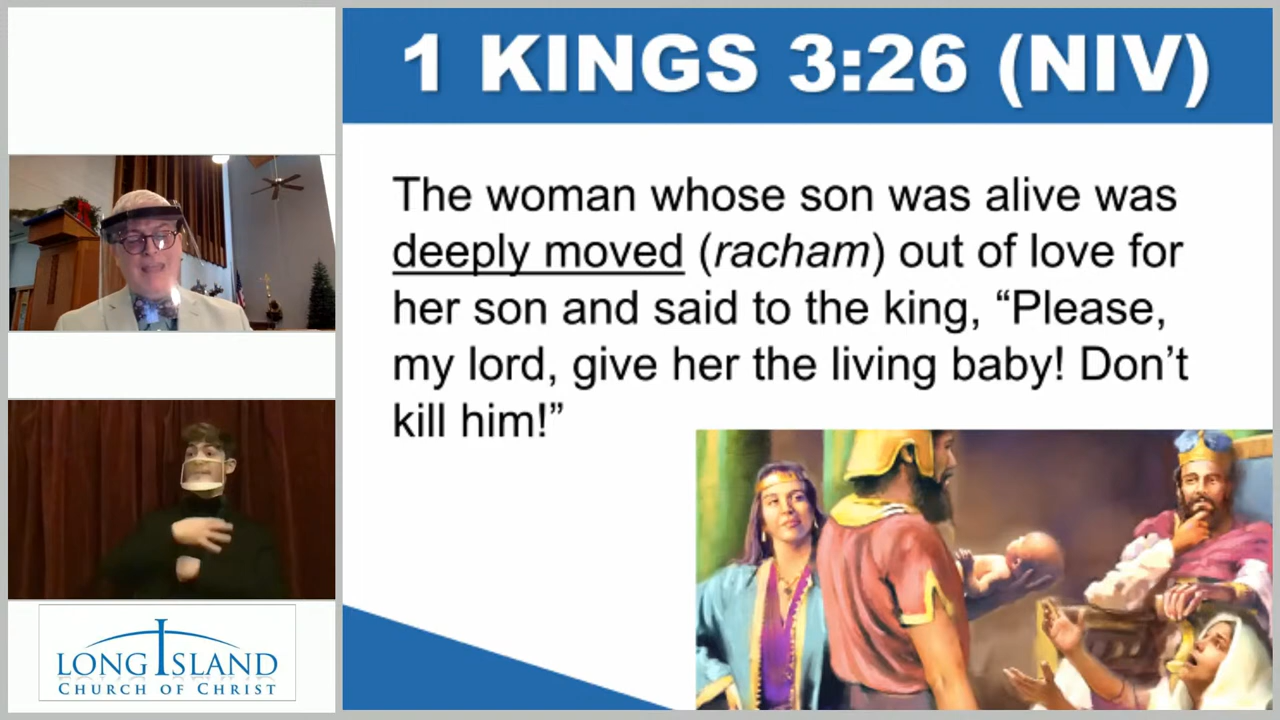 1 KINGS 3:26 (NIV)
The woman whose son was alive was
deeply moved (racham) out of love for
her son and said to the king, “Please,
my lord, give her the living baby! Don’t
kill him!”
LONG ISLAND
CHURCH OF CHRIST